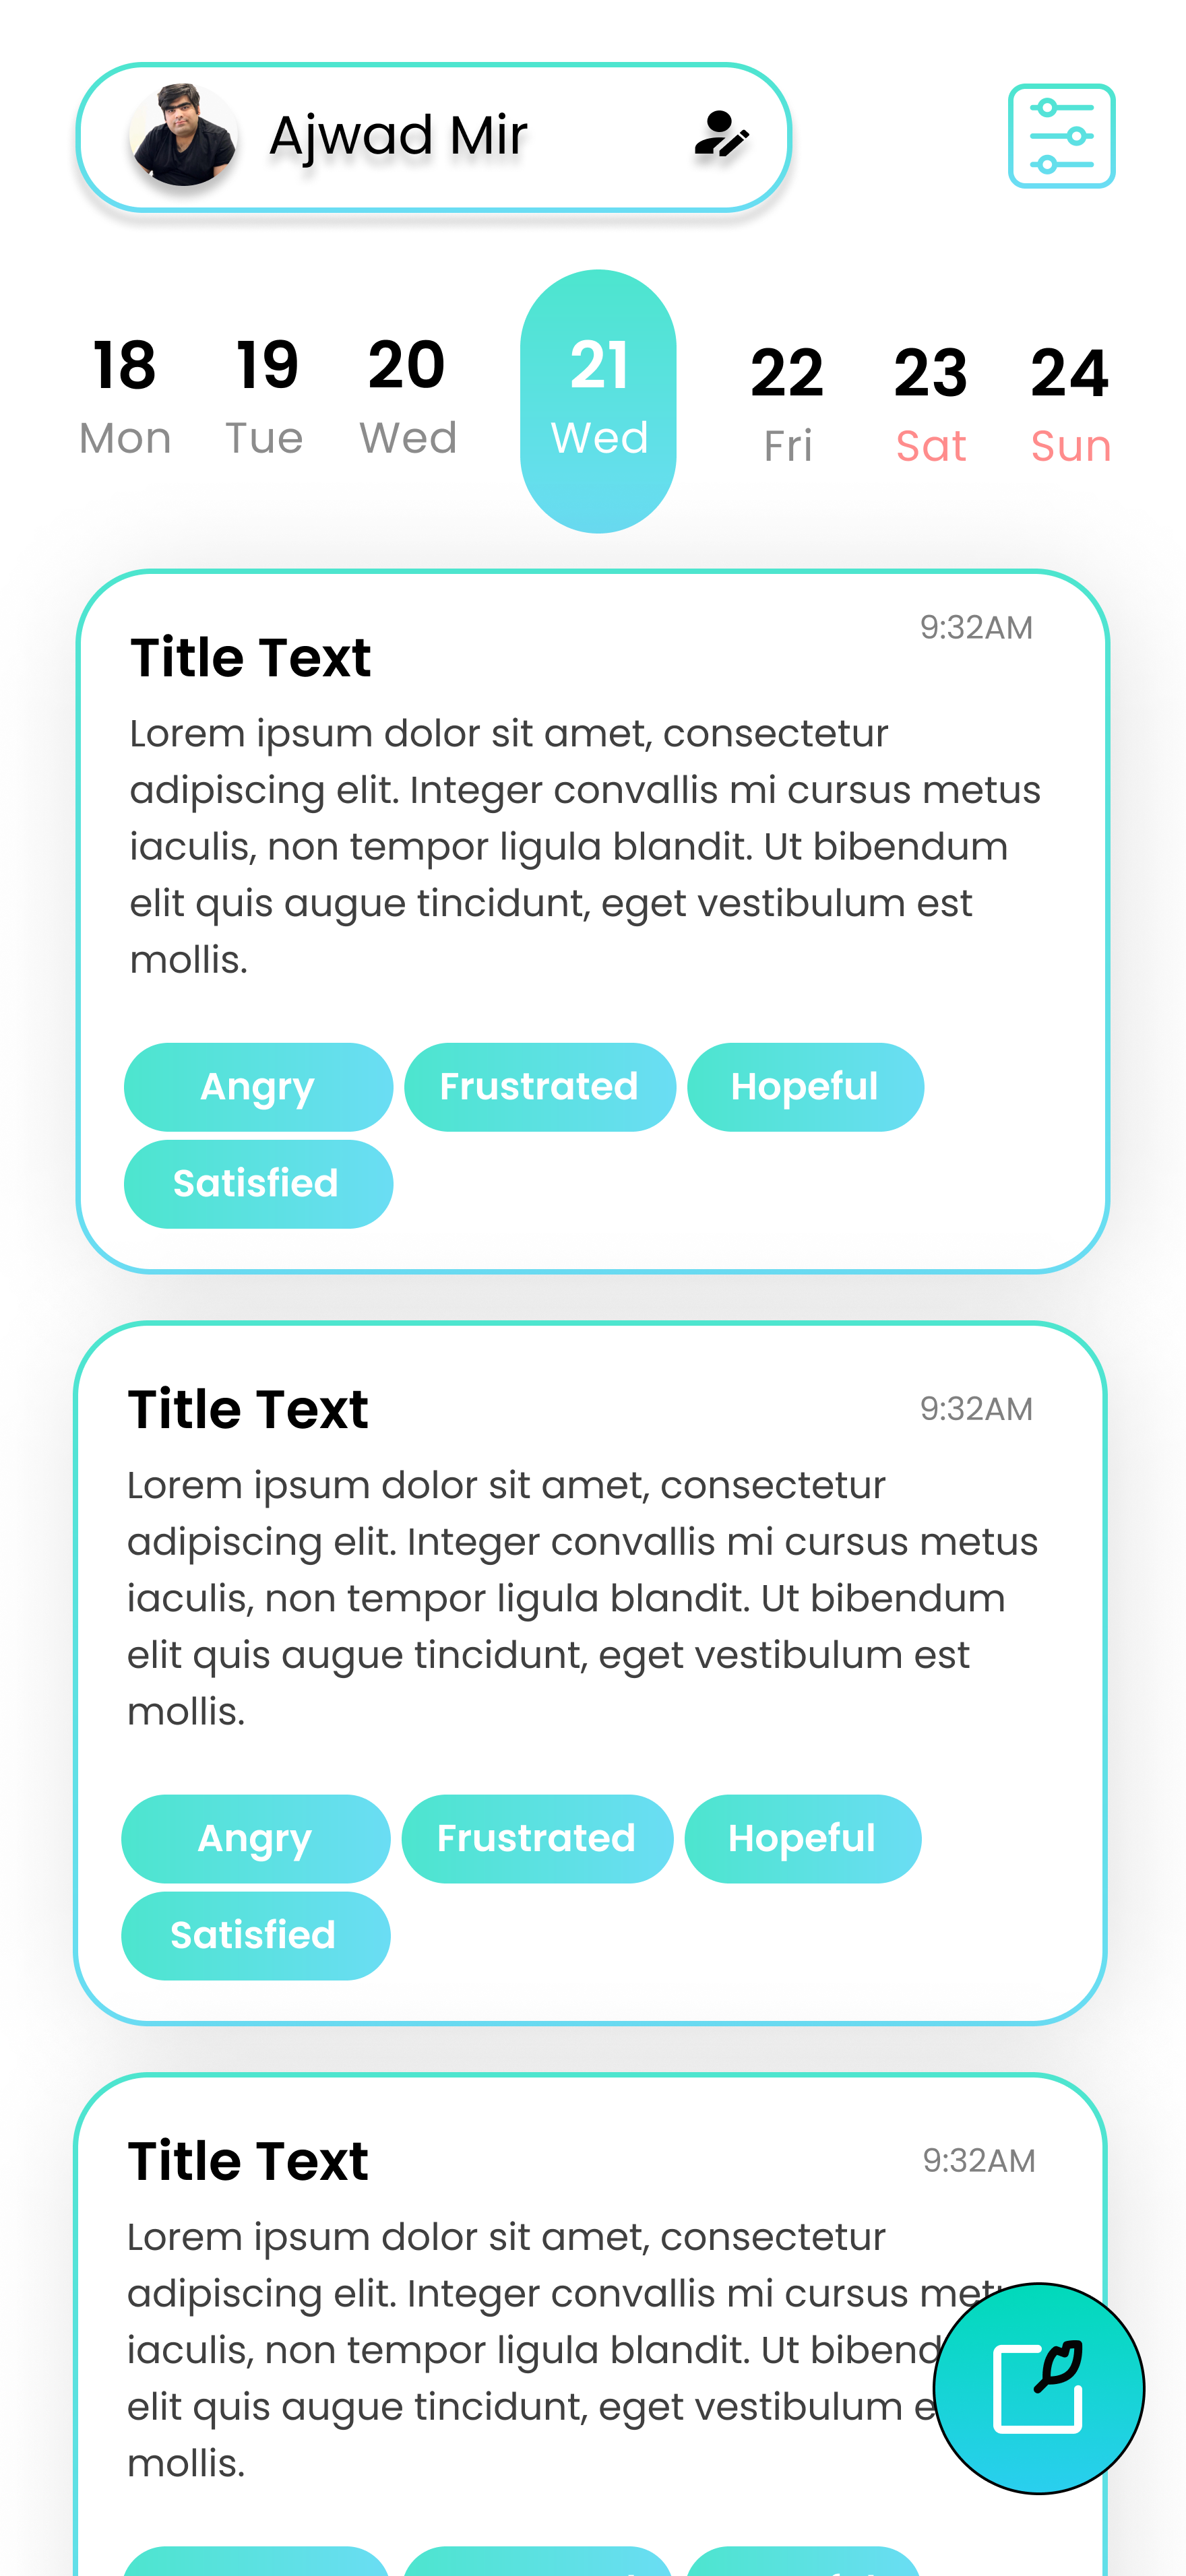 Ajwad Mir
18 19 20 21 22 23 24
Mon Tue Wed Wed Fri Sat Sun
9:32AM
Title Text
Lorem ipsum dolor sit amet, consectetur
adipiscing elit. Integer convallis mi cursus metus
iaculis, non tempor ligula blandit. Ut bibendum
elit quis augue tincidunt, eget vestibulum est
mollis.
Angry Frustrated Hopeful
Satisfied
Title Text 9:32AM
Lorem ipsum dolor sit amet, consectetur
adipiscing elit. Integer convallis mi cursus metus
iaculis, non tempor ligula blandit. Ut bibendum
elit quis augue tincidunt, eget vestibulum est
mollis.
Angry Frustrated Hopeful
Satisfied
Title Text 9:32AM
Lorem ipsum dolor sit amet, consectetur
adipiscing elit. Integer convallis mi cursus
iaculis, non tempor ligula blandit. Ut
elit quis augue tincidunt, eget vestibulum
mollis.